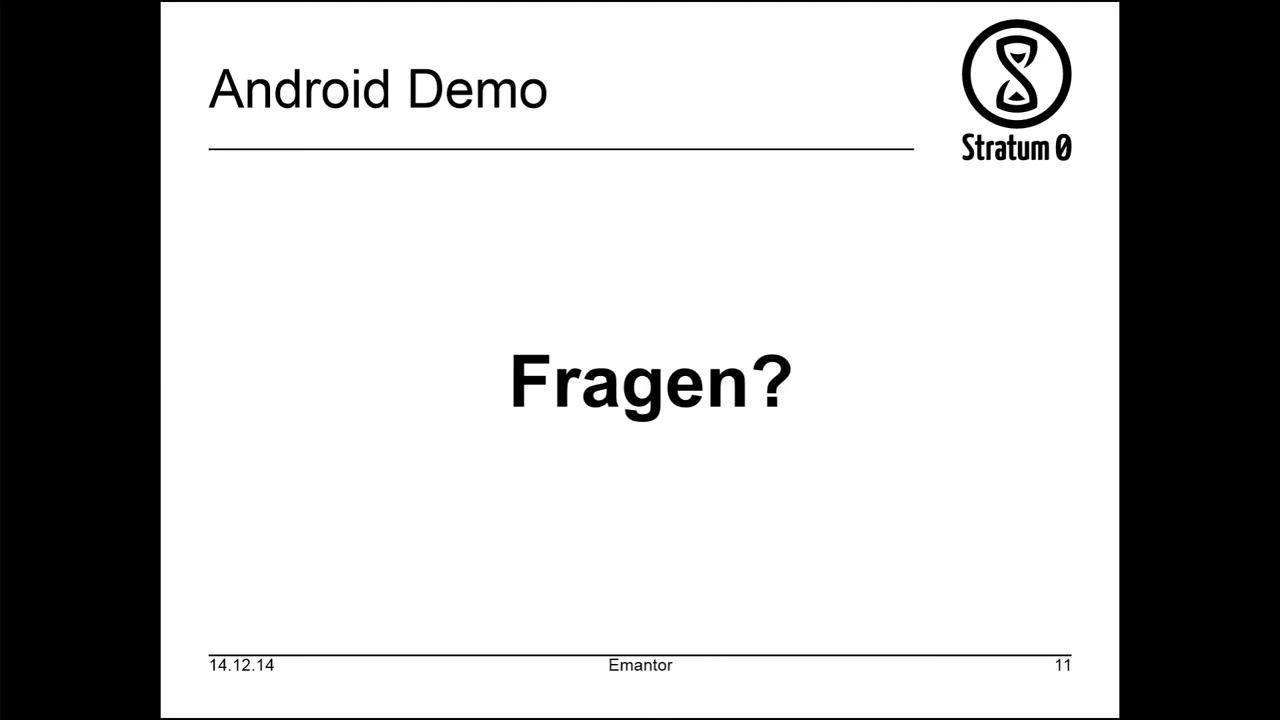 Android Demo
Stratum 0
Fragen?
14.12.14
Emantor
11